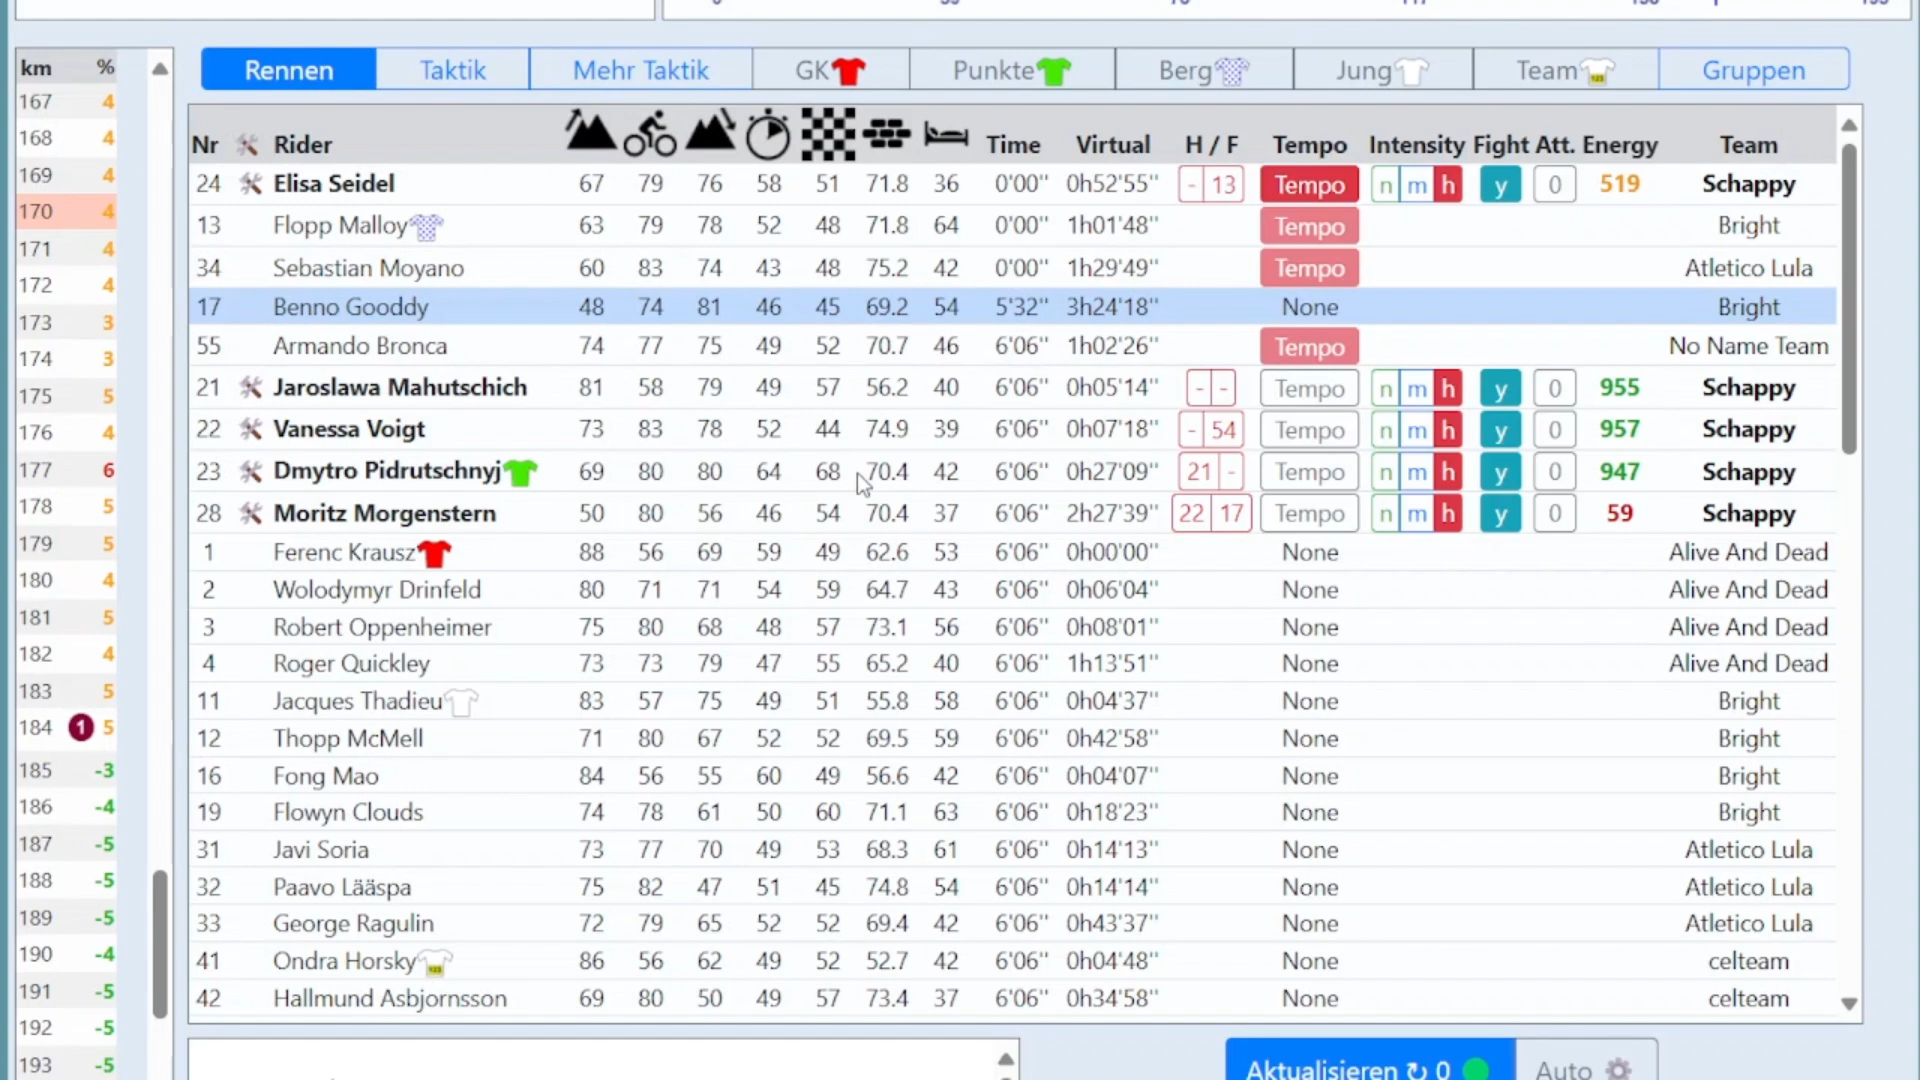 km %
167 4
168 4
169 4
170 4
171 4
172 4
173 3
174 3
175 5
176 4
177 6
178 5
179 5
180 4
181 5
182 4
183 5
184 1 5
185 -3
186 -4
187 -5
188 -5
189 -5
190 -4
191 -5
192 -5
193 -5
Rennen Taktik Mehr Taktik GK Punkte Berg Jung Team Gruppen
Nr Rider Time Virtual H / F Tempo Intensity Fight Att. Energy Team
24 Elisa Seidel 67 79 76 58 51 71.8 36 0'00'' 0h52'55'' - 13 Tempo n m h y 0 519 Schappy
13 Flopp Malloy 63 79 78 52 48 71.8 64 0'00'' 1h01'48'' Tempo Bright
34 Sebastian Moyano 60 83 74 43 48 75.2 42 0'00'' 1h29'49'' Tempo Atletico Lula
17 Benno Gooddy 48 74 81 46 45 69.2 54 5'32'' 3h24'18'' None Bright
55 Armando Bronca 74 77 75 49 52 70.7 46 6'06'' 1h02'26'' Tempo No Name Team
21 Jaroslawa Mahutschich 81 58 79 49 57 56.2 40 6'06'' 0h05'14'' - - Tempo n m h y 0 955 Schappy
22 Vanessa Voigt 73 83 78 52 44 74.9 39 6'06'' 0h07'18'' - 54 Tempo n m h y 0 957 Schappy
23 Dmytro Pidrutschnyj 69 80 80 64 68 70.4 42 6'06'' 0h27'09'' 21 - Tempo n m h y 0 947 Schappy
28 Moritz Morgenstern 50 80 56 46 54 70.4 37 6'06'' 2h27'39'' 22 17 Tempo n m h y 0 59 Schappy
1 Ferenc Krausz 88 56 69 59 49 62.6 53 6'06'' 0h00'00'' None Alive And Dead
2 Wolodymyr Drinfeld 80 71 71 54 59 64.7 43 6'06'' 0h06'04'' None Alive And Dead
3 Robert Oppenheimer 75 80 68 48 57 73.1 56 6'06'' 0h08'01'' None Alive And Dead
4 Roger Quickley 73 73 79 47 55 65.2 40 6'06'' 1h13'51'' None Alive And Dead
11 Jacques Thadieu 83 57 75 49 51 55.8 58 6'06'' 0h04'37'' None Bright
12 Thopp McMell 71 80 67 52 52 69.5 59 6'06'' 0h42'58'' None Bright
16 Fong Mao 84 56 55 60 49 56.6 42 6'06'' 0h04'07'' None Bright
19 Flowyn Clouds 74 78 61 50 60 71.1 63 6'06'' 0h18'23'' None Bright
31 Javi Soria 73 77 70 49 53 68.3 61 6'06'' 0h14'13'' None Atletico Lula
32 Paavo Lääspa 75 82 47 51 45 74.8 54 6'06'' 0h14'14'' None Atletico Lula
33 George Ragulin 72 79 65 52 52 69.4 42 6'06'' 0h43'37'' None Atletico Lula
41 Ondra Horsky 86 56 62 49 52 52.7 42 6'06'' 0h04'48'' None celteam
42 Hallmund Asbjornsson 69 80 50 49 57 73.4 37 6'06'' 0h34'58'' None celteam
Aktualisieren ↻ 0 Auto